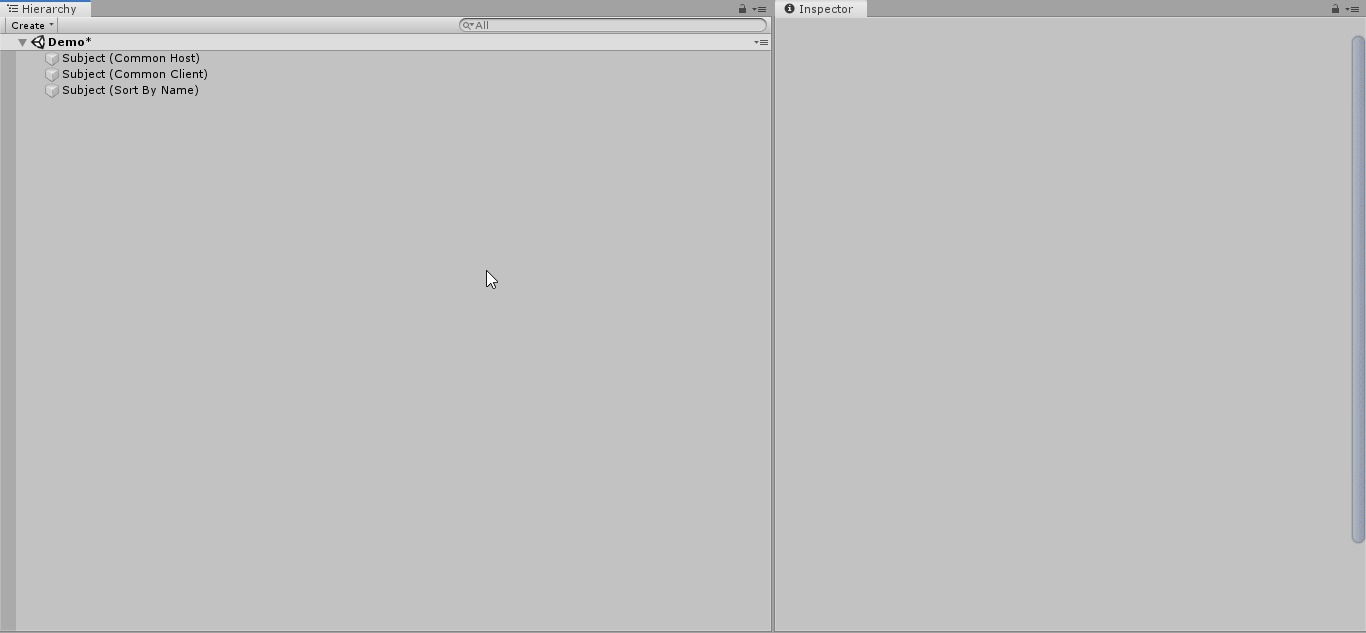 Hierarchy
Inspector
Create
All
Demo*
Subject (Common Host)
Subject (Common Client)
Subject (Sort By Name)